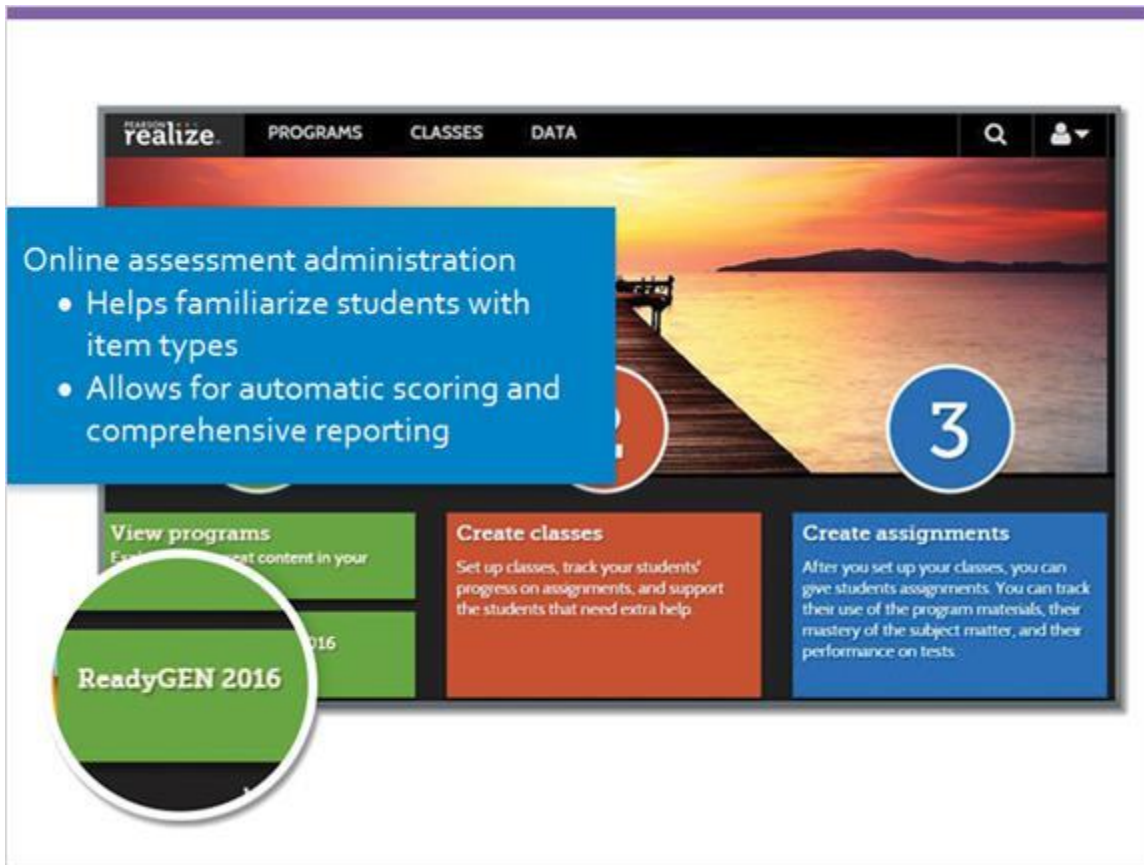 PEARSON
realize.
PROGRAMS CLASSES DATA
Online assessment administration
• Helps familiarize students with
item types
• Allows for automatic scoring and
comprehensive reporting
3
View programs
content in your
016
ReadyGEN 2016
Create classes
Set up classes, track your students'
progress on assignments, and support
the students that need extra help.
Create assignments
After you set up your classes, you can
give students assignments. You can track
their use of the program materials, their
mastery of the subject matter, and their
performance on tests.